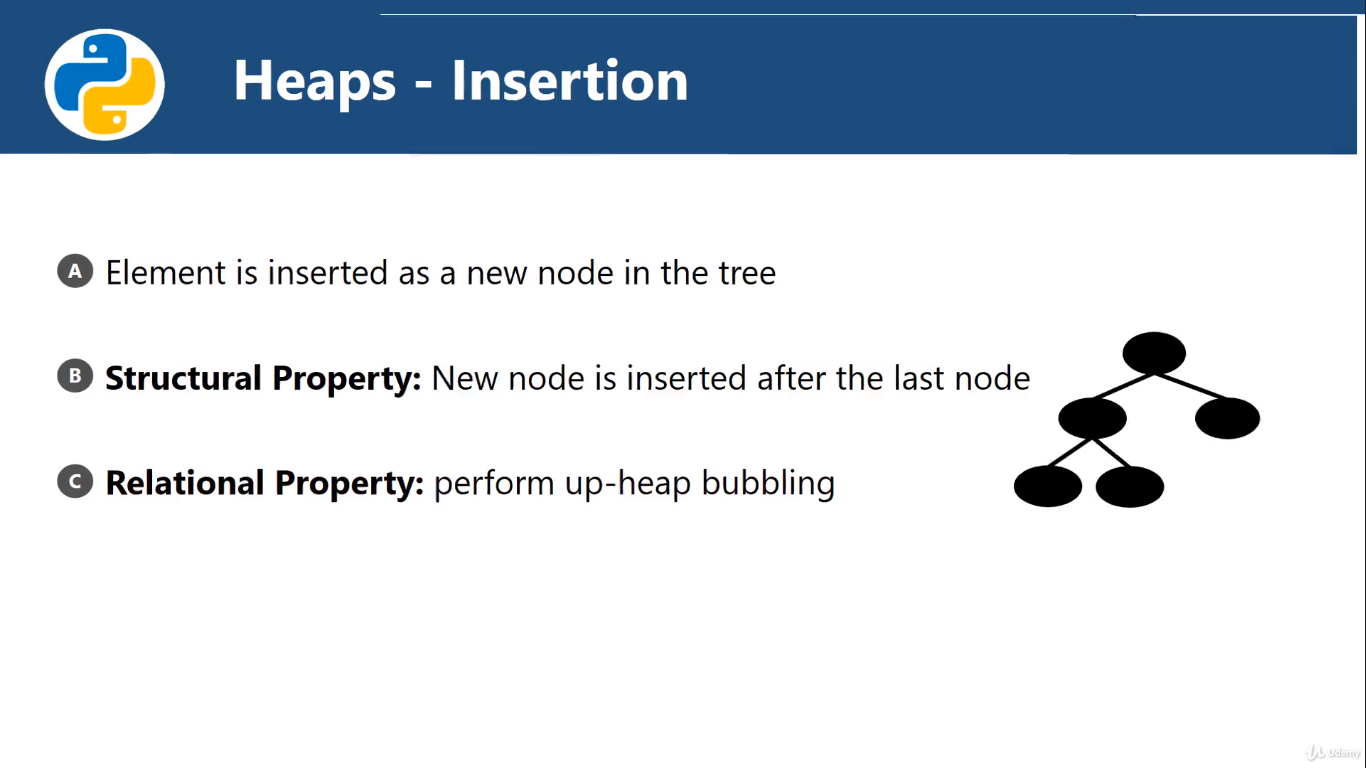 Heaps - Insertion
A Element is inserted as a new node in the tree
B Structural Property: New node is inserted after the last node
C Relational Property: perform up-heap bubbling
Udemy